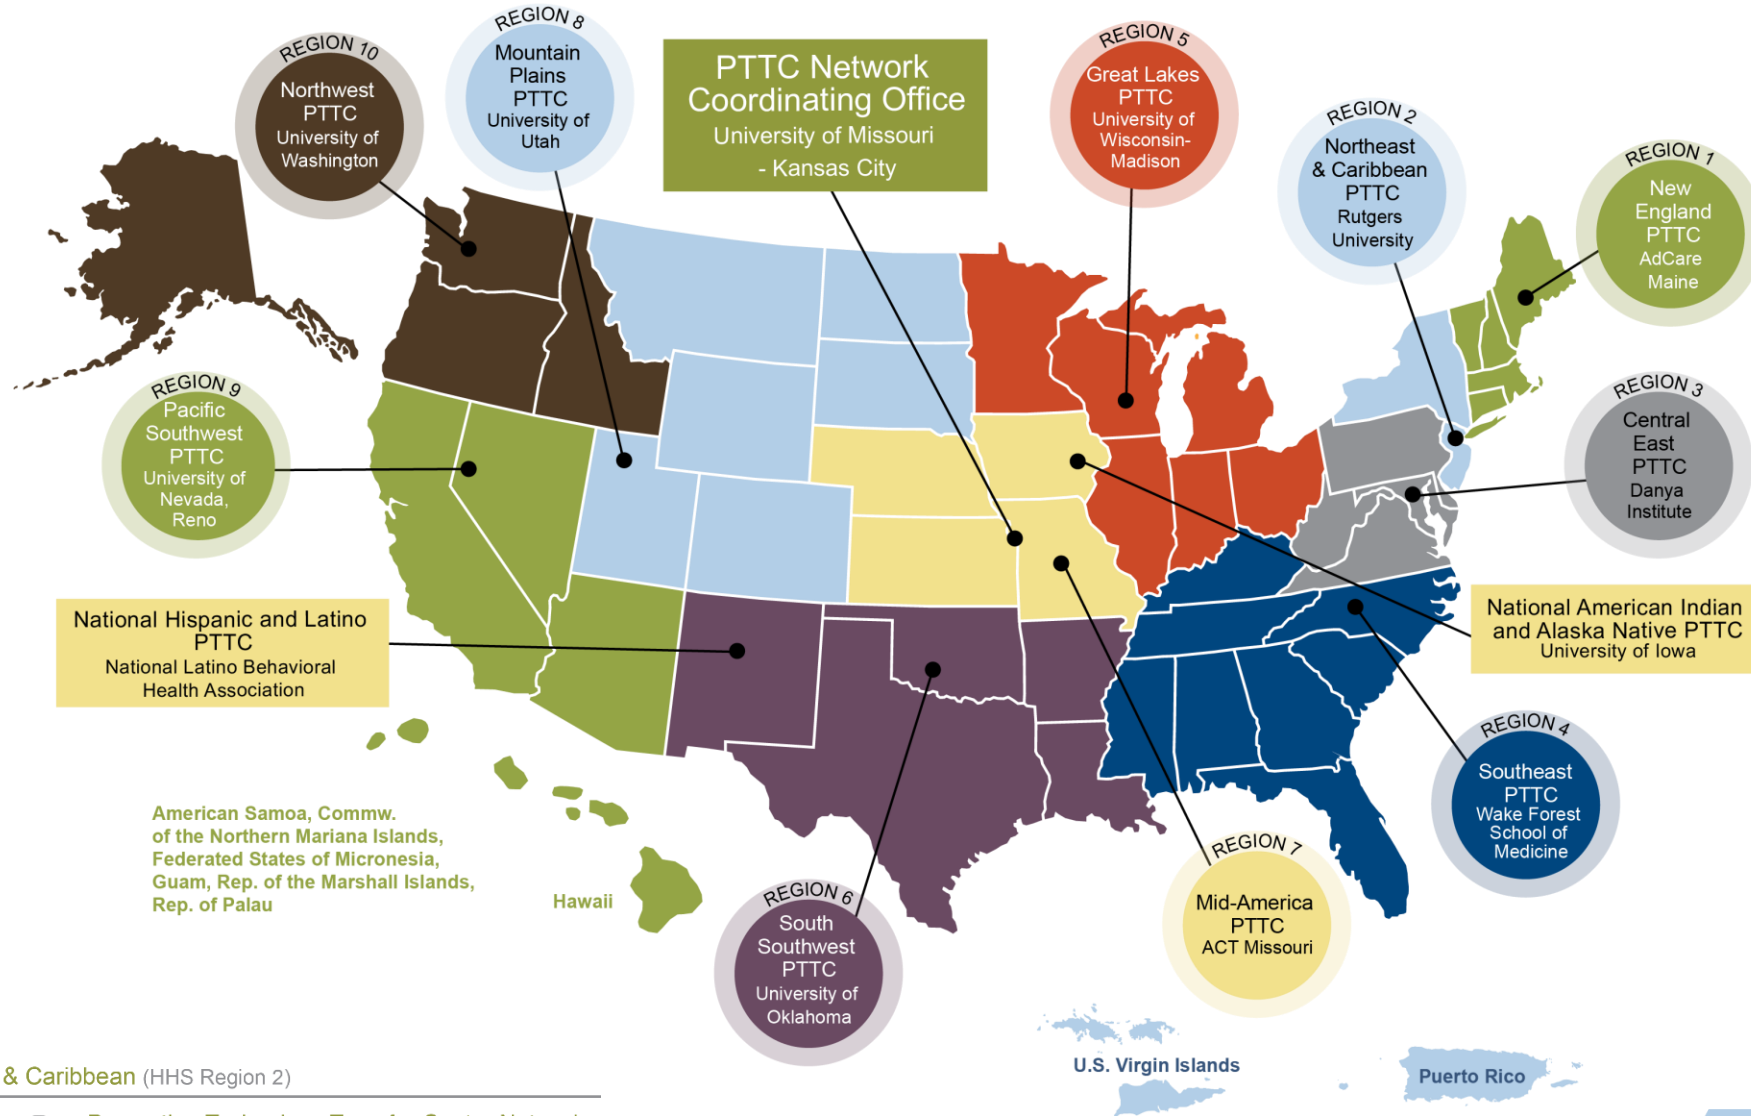 REGION 10
Northwest
PTTC
University of
Washington
REGION 8
Mountain
Plains
PTTC
University of
Utah
PTTC Network
Coordinating Office
University of Missouri
- Kansas City
REGION 5
Great Lakes
PTTC
University of
Wisconsin-
Madison
REGION 2
Northeast
& Caribbean
PTTC
Rutgers
University
REGION 1
New
England
PTTC
AdCare
Maine
REGION 9
Pacific
Southwest
PTTC
University of
Nevada,
Reno
REGION 3
Central
East
PTTC
Danya
Institute
National Hispanic and Latino
PTTC
National Latino Behavioral
Health Association
National American Indian
and Alaska Native PTTC
University of Iowa
REGION 4
Southeast
PTTC
Wake Forest
School of
Medicine
American Samoa, Commw.
of the Northern Mariana Islands,
Federated States of Micronesia,
Guam, Rep. of the Marshall Islands,
Rep. of Palau
Hawaii
REGION 6
South
Southwest
PTTC
University of
Oklahoma
REGION 7
Mid-America
PTTC
ACT Missouri
U.S. Virgin Islands
Puerto Rico
& Caribbean (HHS Region 2)